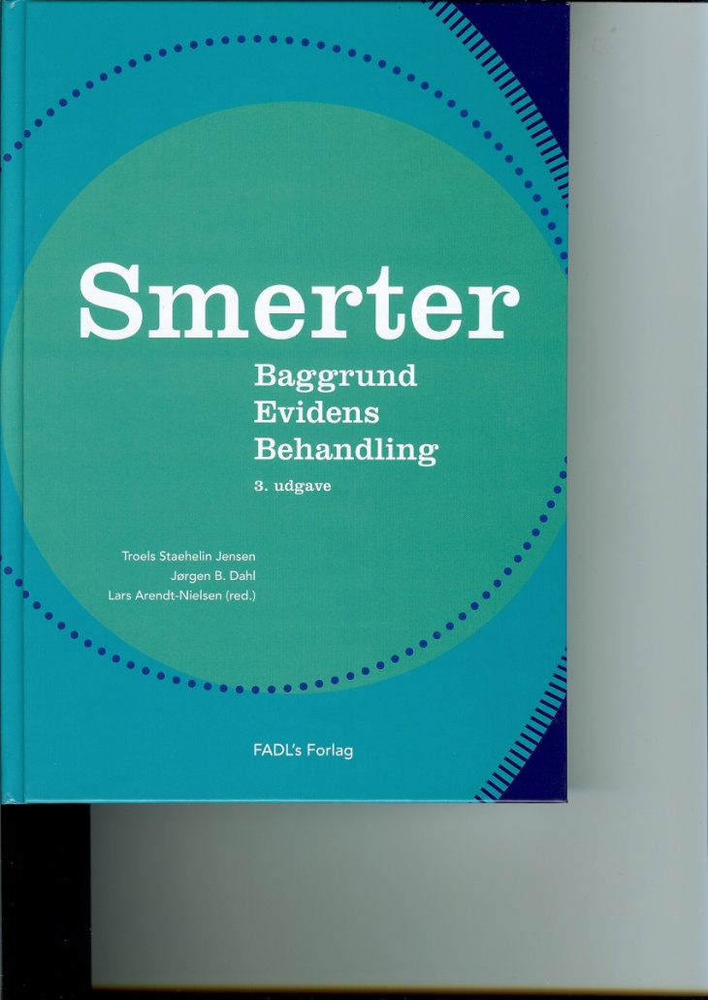 Smerter
Baggrund
Evidens
Behandling
3. udgave
Troels Staehelin Jensen
Jørgen B. Dahl
Lars Arendt-Nielsen (red.)
FADL's Forlag